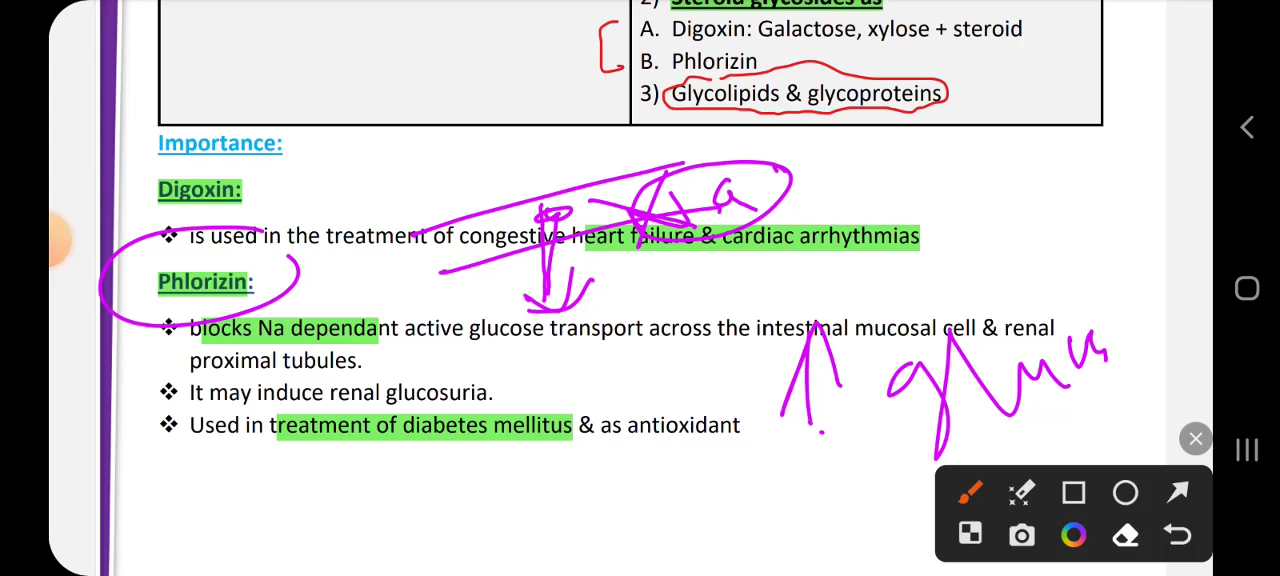 2) Steroid glycosides as
A. Digoxin: Galactose, xylose + steroid
B. Phlorizin
3) Glycolipids & glycoproteins
Importance:
Digoxin:
❖ is used in the treatment of congestive heart failure & cardiac arrhythmias
Phlorizin:
❖ blocks Na dependant active glucose transport across the intestinal mucosal cell & renal
proximal tubules.
❖ It may induce renal glucosuria.
❖ Used in treatment of diabetes mellitus & as antioxidant